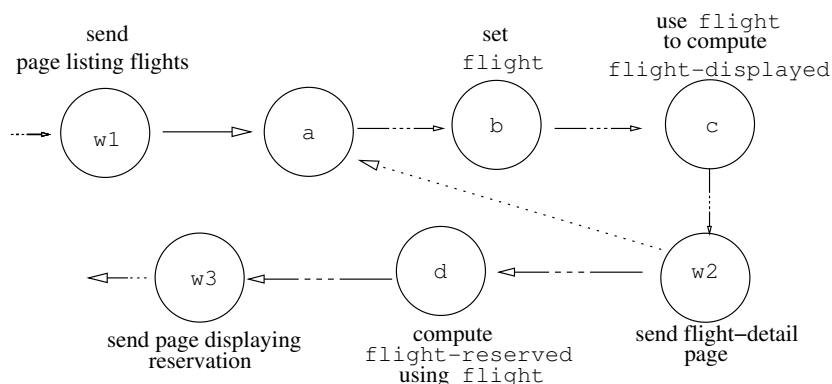 send
page listing flights
w1
a
set
flight
b
use flight
to compute
flight-displayed
c
w3
send page displaying
reservation
d
compute
flight-reserved
using flight
w2
send flight-detail
page